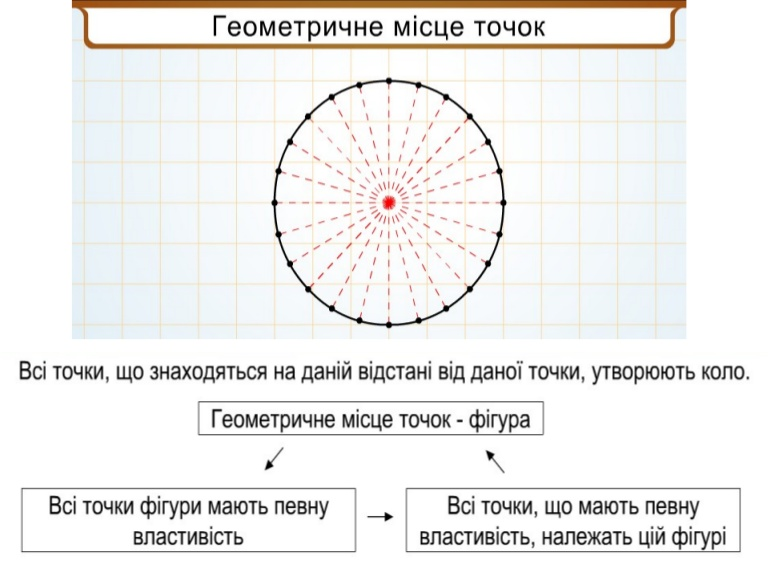 Геометричне місце точок
Всі точки, що знаходяться на даній відстані від даної точки, утворюють коло.
Геометричне місце точок - фігура
Всі точки фігури мають певну
властивість
Всі точки, що мають певну
властивість, належать цій фігурі